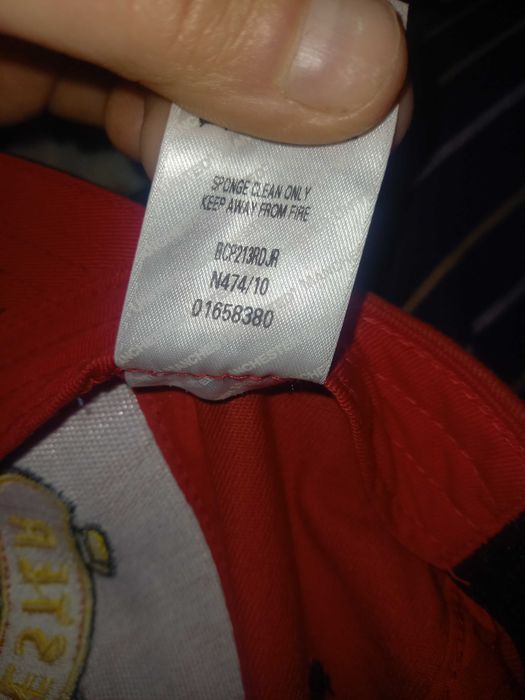 SPONGE CLEAN ONLY
KEEP AWAY FROM FIRE
BCP213RDJR
N474/10
01658380